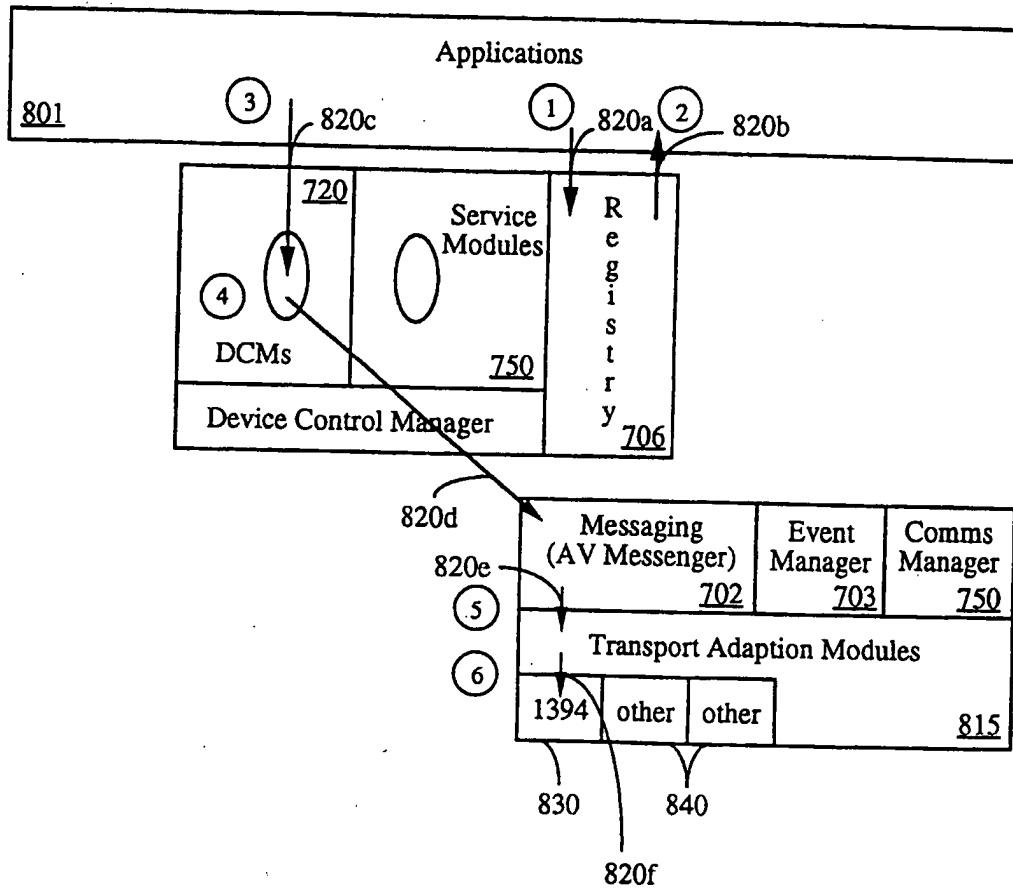 Applications
3
1
2
801
820c
820a
820b
720
Service
Modules
Registry
4
DCMs
750
706
Device Control Manager
820d
Messaging
(AV Messenger)
702
Event
Manager
703
Comms
Manager
750
820e
5
Transport Adaption Modules
6
1394
other
other
815
830
840
820f